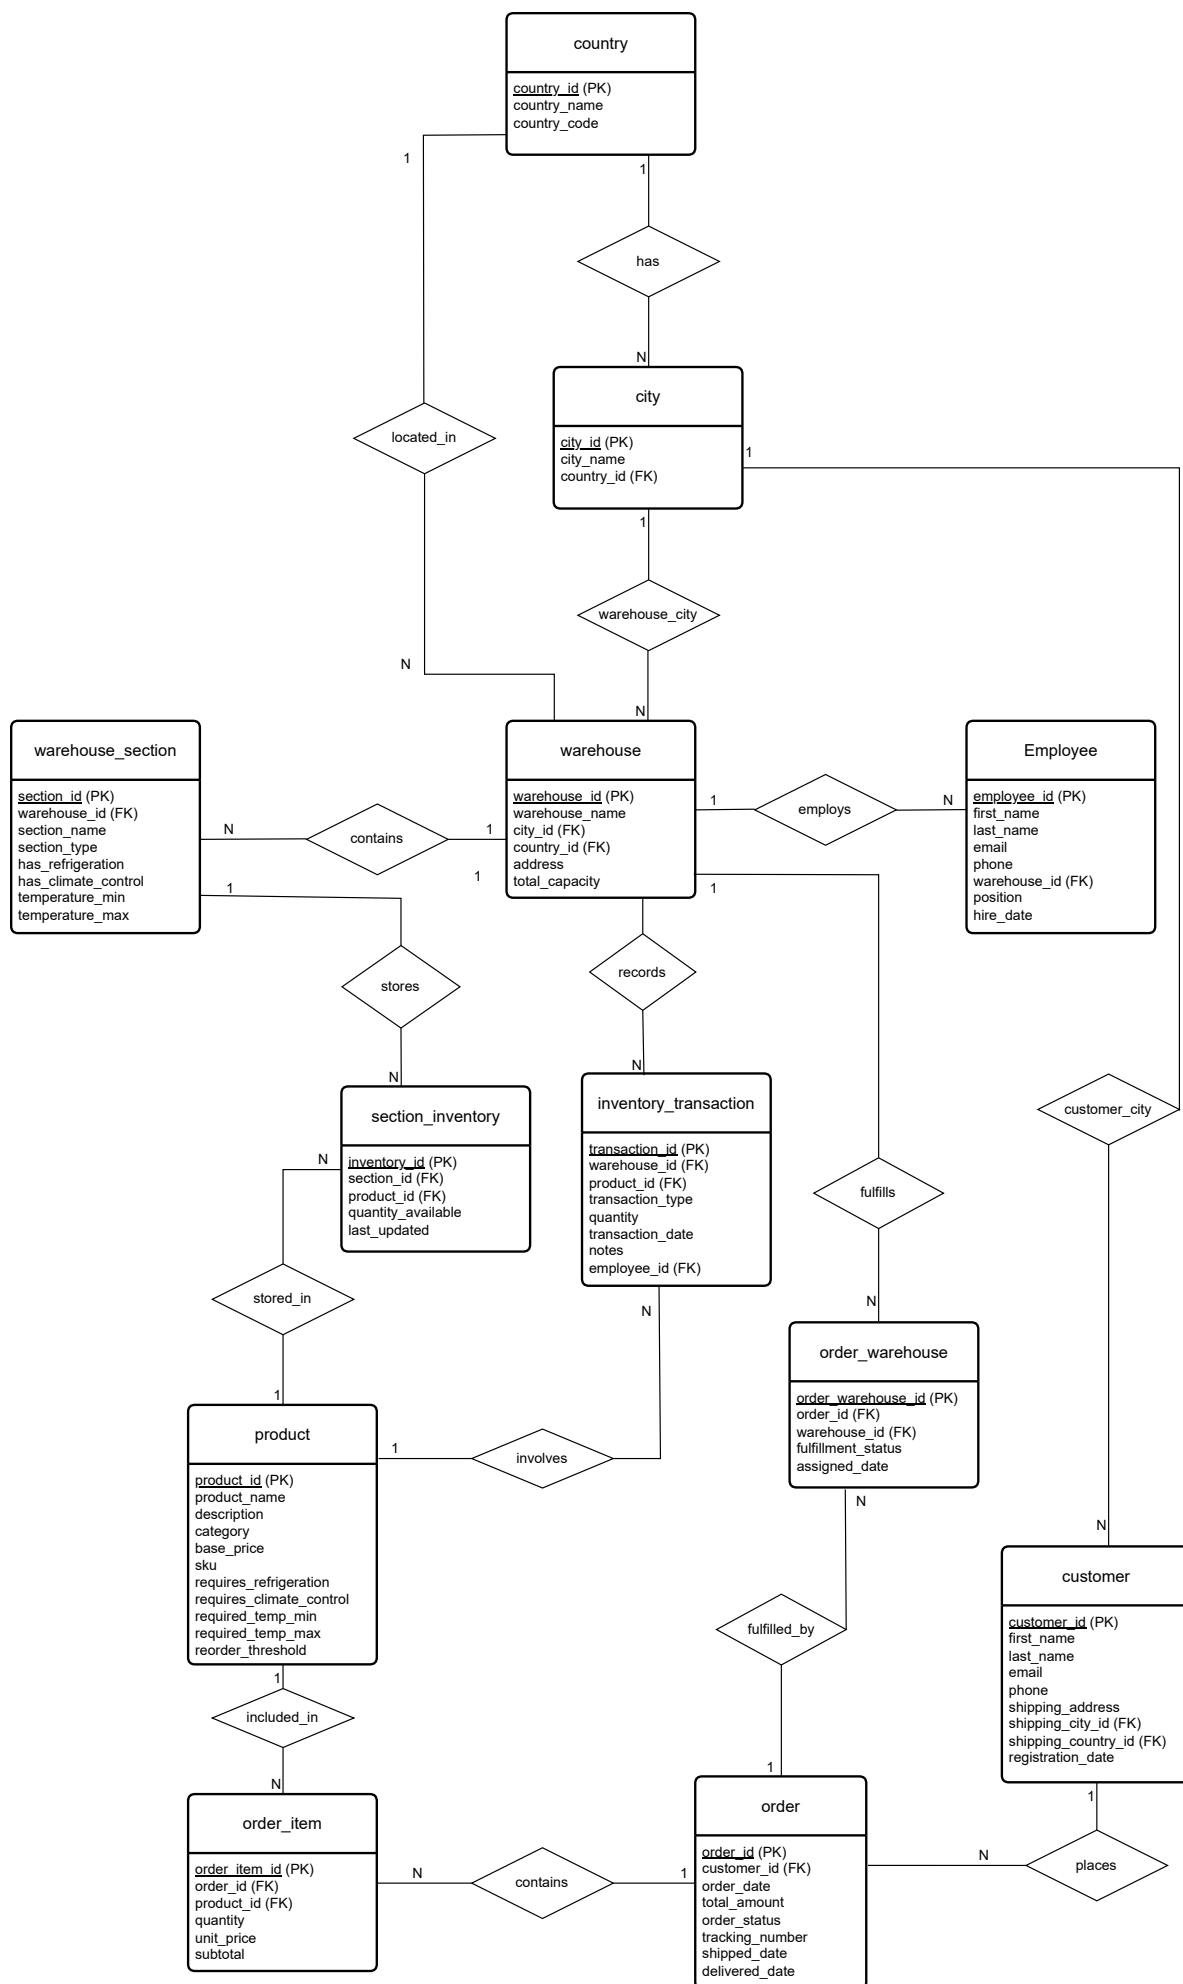 country
country_id (PK)
country_name
country_code
1
1
has
N
city
city_id (PK)
city_name
country_id (FK)
1
located_in
1
warehouse_city
N
N
warehouse_section
section_id (PK)
warehouse_id (FK)
section_name
section_type
has_refrigeration
has_climate_control
temperature_min
temperature_max
N
contains
1
warehouse
warehouse_id (PK)
warehouse_name
city_id (FK)
country_id (FK)
address
total_capacity
1
employs
N
Employee
employee_id (PK)
first_name
last_name
email
phone
warehouse_id (FK)
position
hire_date
1
1
1
stores
records
N
N
section_inventory
inventory_id (PK)
section_id (FK)
product_id (FK)
quantity_available
last_updated
inventory_transaction
transaction_id (PK)
warehouse_id (FK)
product_id (FK)
transaction_type
quantity
transaction_date
notes
employee_id (FK)
customer_city
N
fulfills
stored_in
N
N
order_warehouse
order_warehouse_id (PK)
order_id (FK)
warehouse_id (FK)
fulfillment_status
assigned_date
1
product
product_id (PK)
product_name
description
category
base_price
sku
requires_refrigeration
requires_climate_control
required_temp_min
required_temp_max
reorder_threshold
1
involves
N
N
customer
customer_id (PK)
first_name
last_name
email
phone
shipping_address
shipping_city_id (FK)
shipping_country_id (FK)
registration_date
fulfilled_by
1
included_in
N
1
1
order_item
order_item_id (PK)
order_id (FK)
product_id (FK)
quantity
unit_price
subtotal
N
contains
1
order
order_id (PK)
customer_id (FK)
order_date
total_amount
order_status
tracking_number
shipped_date
delivered_date
N
places